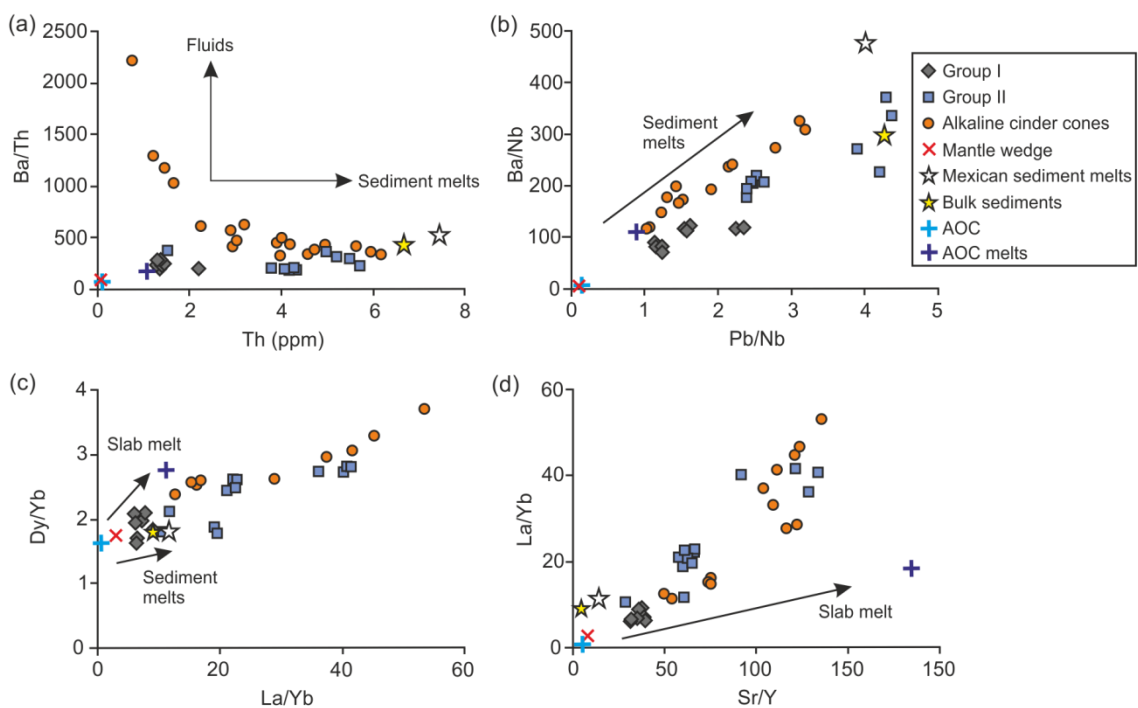 (a)
2500
2000
1500
1000
500
0
Ba/Th
Fluids
Sediment melts
0 2 4 6 8
Th (ppm)
(b)
500
400
300
200
100
0
Ba/Nb
Sediment
melts
0 1 2 3 4 5
Pb/Nb
Group I
Group II
Alkaline cinder cones
Mantle wedge
Mexican sediment melts
Bulk sediments
AOC
AOC melts
(c)
4
3
2
1
0
Dy/Yb
Slab melt
Sediment
melts
0 20 40 60
La/Yb
(d)
60
40
20
0
La/Yb
Slab melt
0 50 100 150 150
Sr/Y